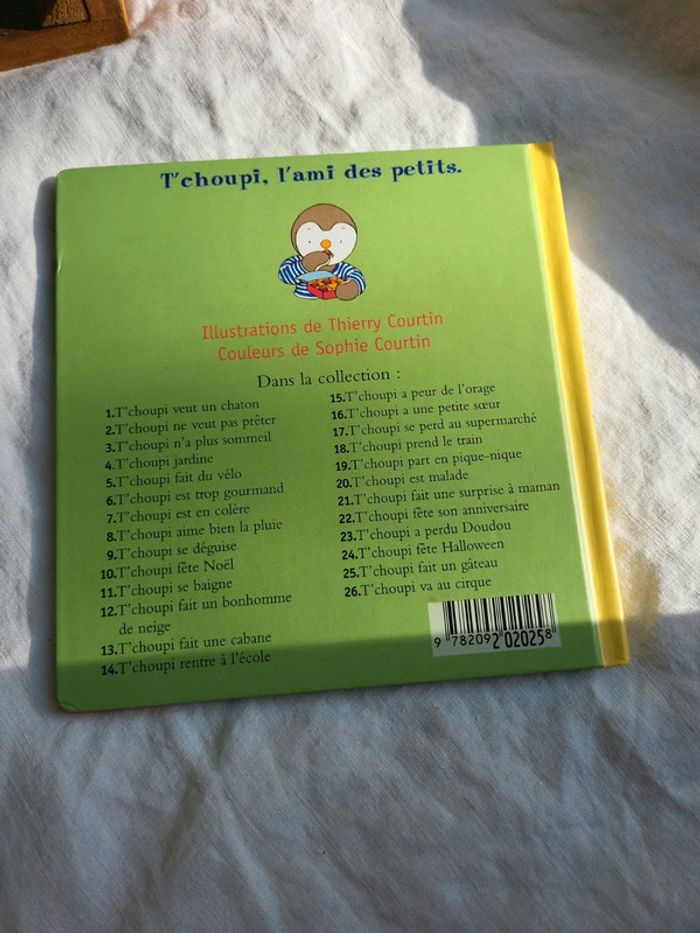 T'choupi, l'ami des petits.
Illustrations de Thierry Courtin
Couleurs de Sophie Courtin
Dans la collection :
1.T'choupi veut un chaton
2.T'choupi ne veut pas prêter
3.T'choupi n'a plus sommeil
4.T'choupi jardine
5.T'choupi fait du vélo
6.T'choupi est trop gourmand
7.T'choupi est en colère
8.T'choupi aime bien la pluie
9.T'choupi se déguise
10.T'choupi fête Noël
11.T'choupi se baigne
12.T'choupi fait un bonhomme
de neige
13.T'choupi fait une cabane
14.T'choupi rentre à l'école
15.T'choupi a peur de l'orage
16.T'choupi a une petite sœur
17.T'choupi se perd au supermarché
18.T'choupi prend le train
19.T'choupi part en pique-nique
20.T'choupi est malade
21.T'choupi fait une surprise à maman
22.T'choupi fête son anniversaire
23.T'choupi a perdu Doudou
24.T'choupi fête Halloween
25.T'choupi fait un gâteau
26.T'choupi va au cirque
9 782092 020258